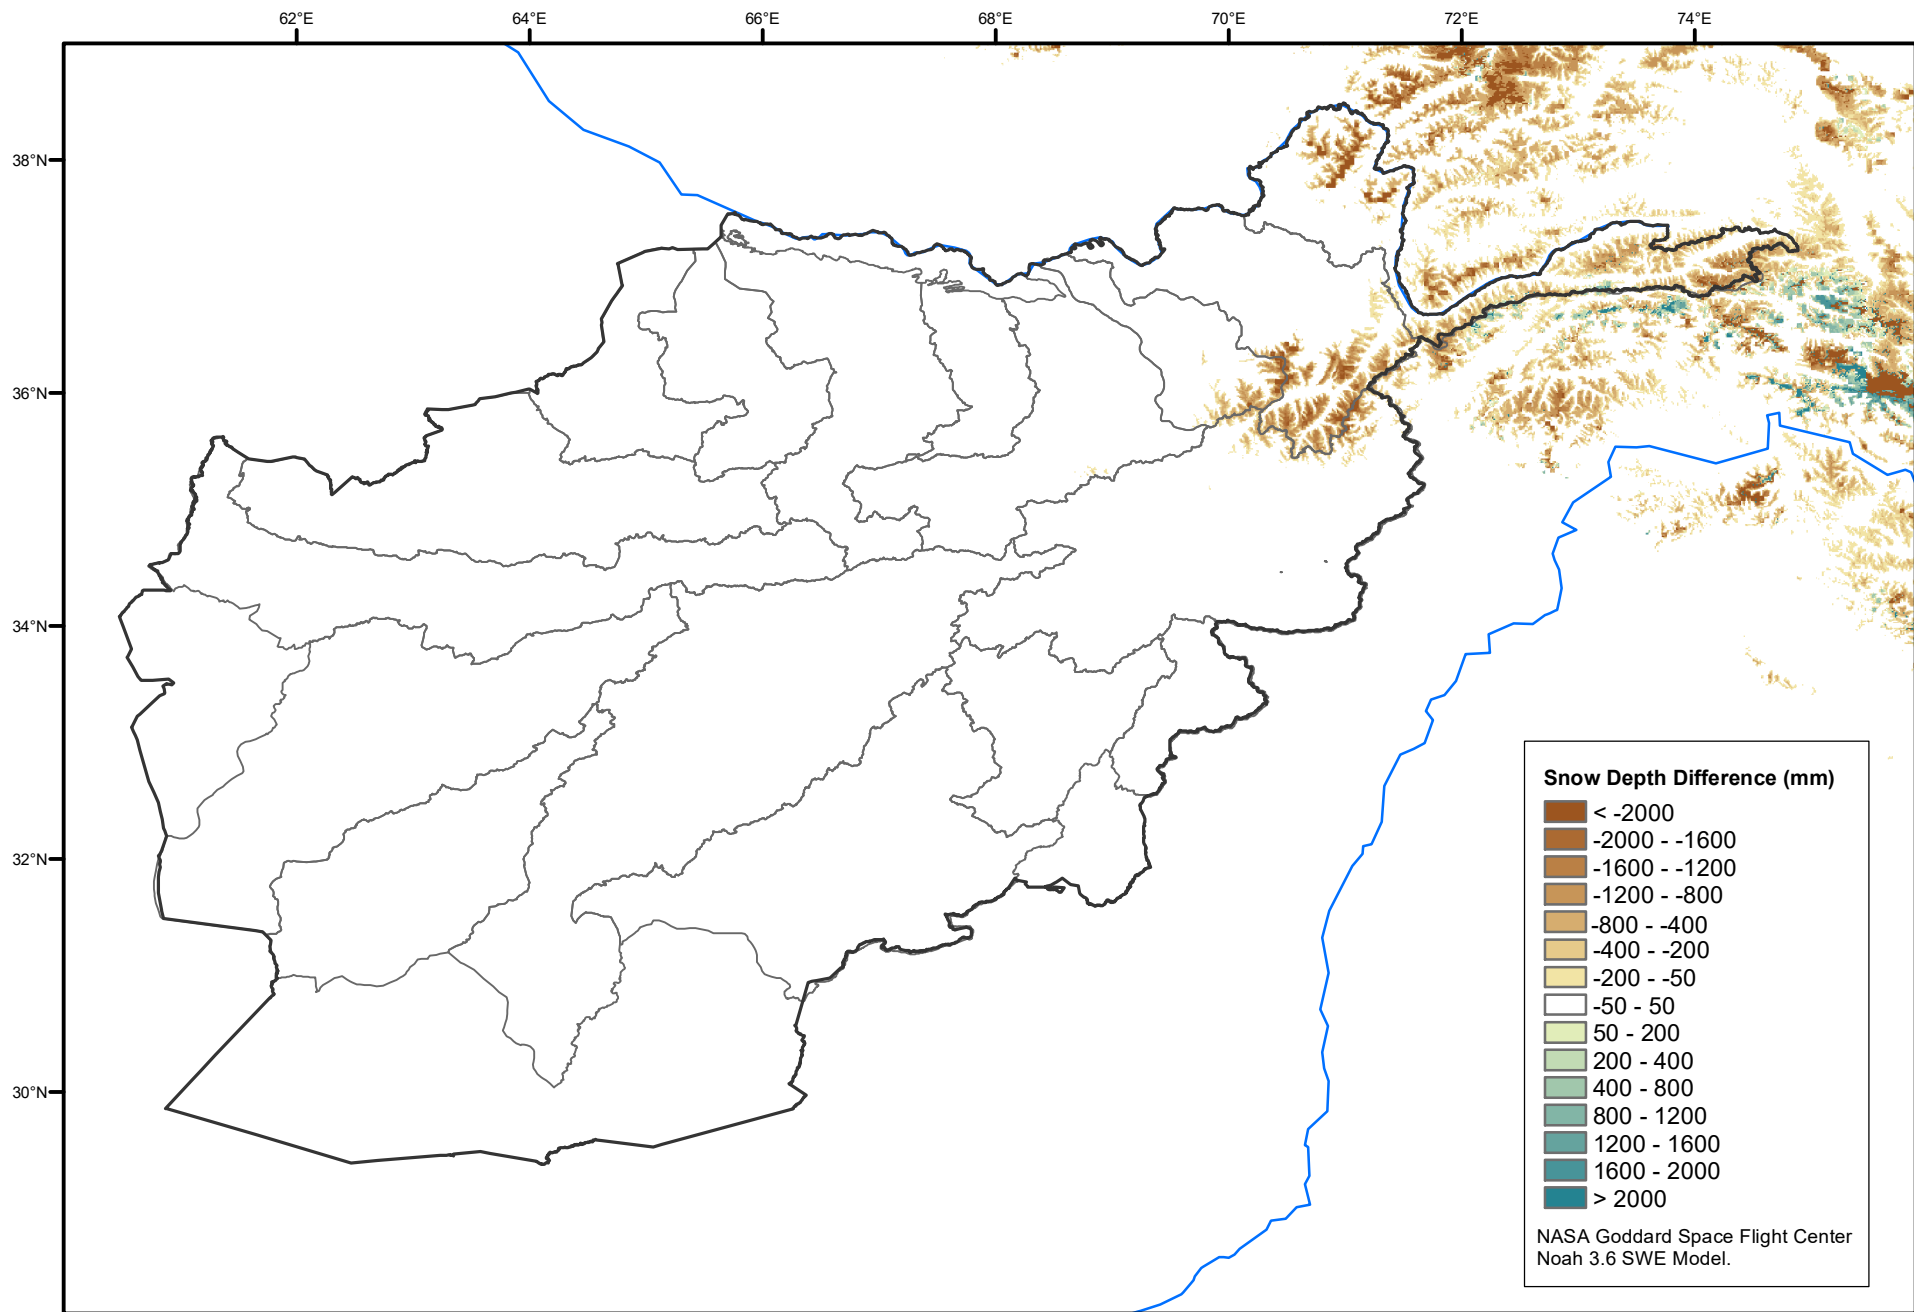 62°E
64°E
66°E
68°E
70°E
72°E
74°E
38°N
36°N
34°N
32°N
30°N
Snow Depth Difference (mm)
< -2000
-2000 - -1600
-1600 - -1200
-1200 - -800
-800 - -400
-400 - -200
-200 - -50
-50 - 50
50 - 200
200 - 400
400 - 800
800 - 1200
1200 - 1600
1600 - 2000
> 2000
NASA Goddard Space Flight Center
Noah 3.6 SWE Model.